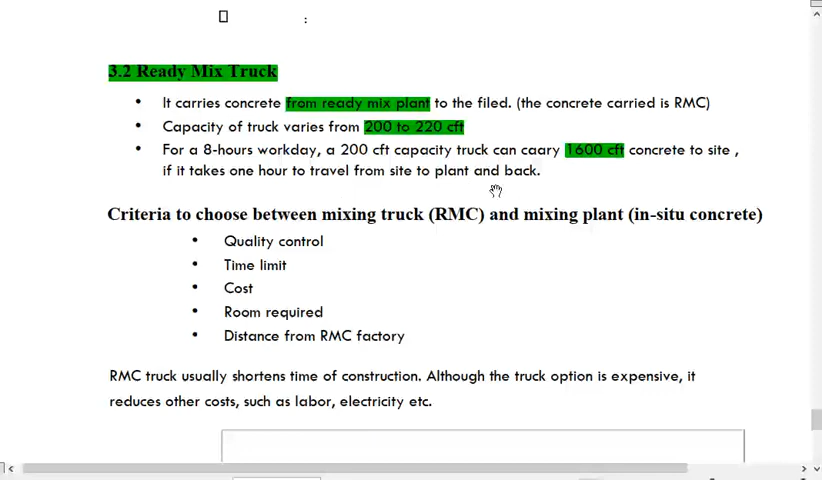 :
3.2 Ready Mix Truck
• It carries concrete from ready mix plant to the filed. (the concrete carried is RMC)
• Capacity of truck varies from 200 to 220 cft
• For a 8-hours workday, a 200 cft capacity truck can caary 1600 cft concrete to site ,
if it takes one hour to travel from site to plant and back.
Criteria to choose between mixing truck (RMC) and mixing plant (in-situ concrete)
• Quality control
• Time limit
• Cost
• Room required
• Distance from RMC factory
RMC truck usually shortens time of construction. Although the truck option is expensive, it
reduces other costs, such as labor, electricity etc.